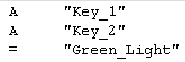 A "Key_1"
A "Key_2"
= "Green_Light"